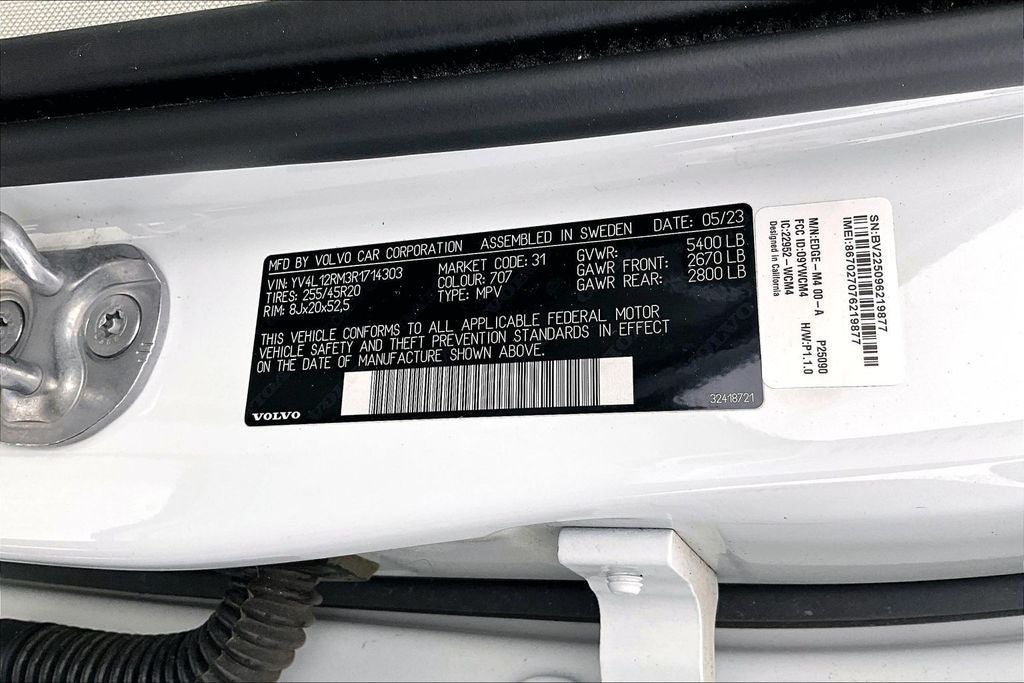 MFD BY VOLVO CAR CORPORATION ASSEMBLED IN SWEDEN DATE: 05/23
VIN: YV4L12RM3R1714303 MARKET CODE: 31 GVWR: 5400 LB
TIRES: 255/45R20 COLOUR: 707 GAWR FRONT: 2670 LB
RIM: 8Jx20x52,5 TYPE: MPV GAWR REAR: 2800 LB
THIS VEHICLE CONFORMS TO ALL APPLICABLE FEDERAL MOTOR
VEHICLE SAFETY AND THEFT PREVENTION STANDARDS IN EFFECT
ON THE DATE OF MANUFACTURE SHOWN ABOVE.
VOLVO
32418721
SN:BV225096219877
IMEI:867027076219877
M/N:EDGE-M4 00-A P25090
FCC ID:O9YWCM4 H/W:P1.1.0
IC:22952-WCM4
Designed in California